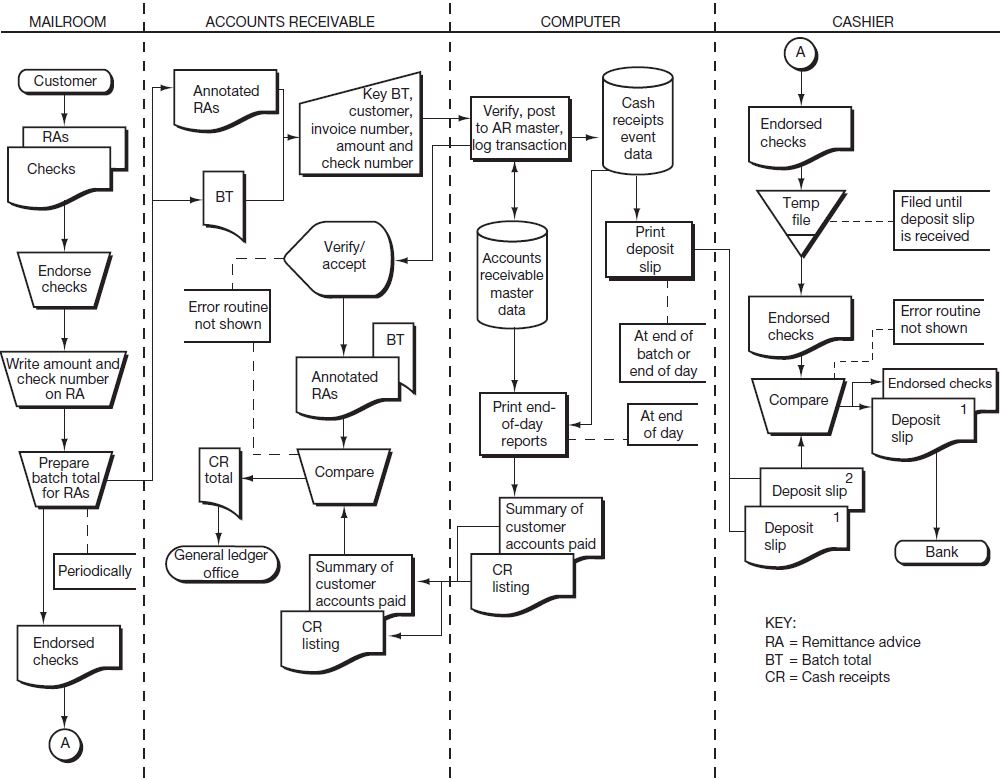 MAILROOM
ACCOUNTS RECEIVABLE
COMPUTER
CASHIER
Customer
RAs
Checks
Endorse
checks
Write amount and
check number
on RA
Prepare
batch total
for RAs
Periodically
Endorsed
checks
A
Annotated
RAs
BT
Key BT,
customer,
invoice number,
amount and
check number
Verify/
accept
Error routine
not shown
BT
Annotated
RAs
Compare
CR
total
General ledger
office
Summary of
customer
accounts paid
CR
listing
Verify, post
to AR master,
log transaction
Cash
receipts
event
data
Accounts
receivable
master
data
Print
deposit
slip
At end of
batch or
end of day
Print end-
of-day
reports
At end
of day
Summary of
customer
accounts paid
CR
listing
A
Endorsed
checks
Temp
file
Filed until
deposit slip
is received
Endorsed
checks
Error routine
not shown
Compare
Endorsed checks
1
Deposit
slip
2
Deposit slip
1
Deposit
slip
Bank
KEY:
RA = Remittance advice
BT = Batch total
CR = Cash receipts